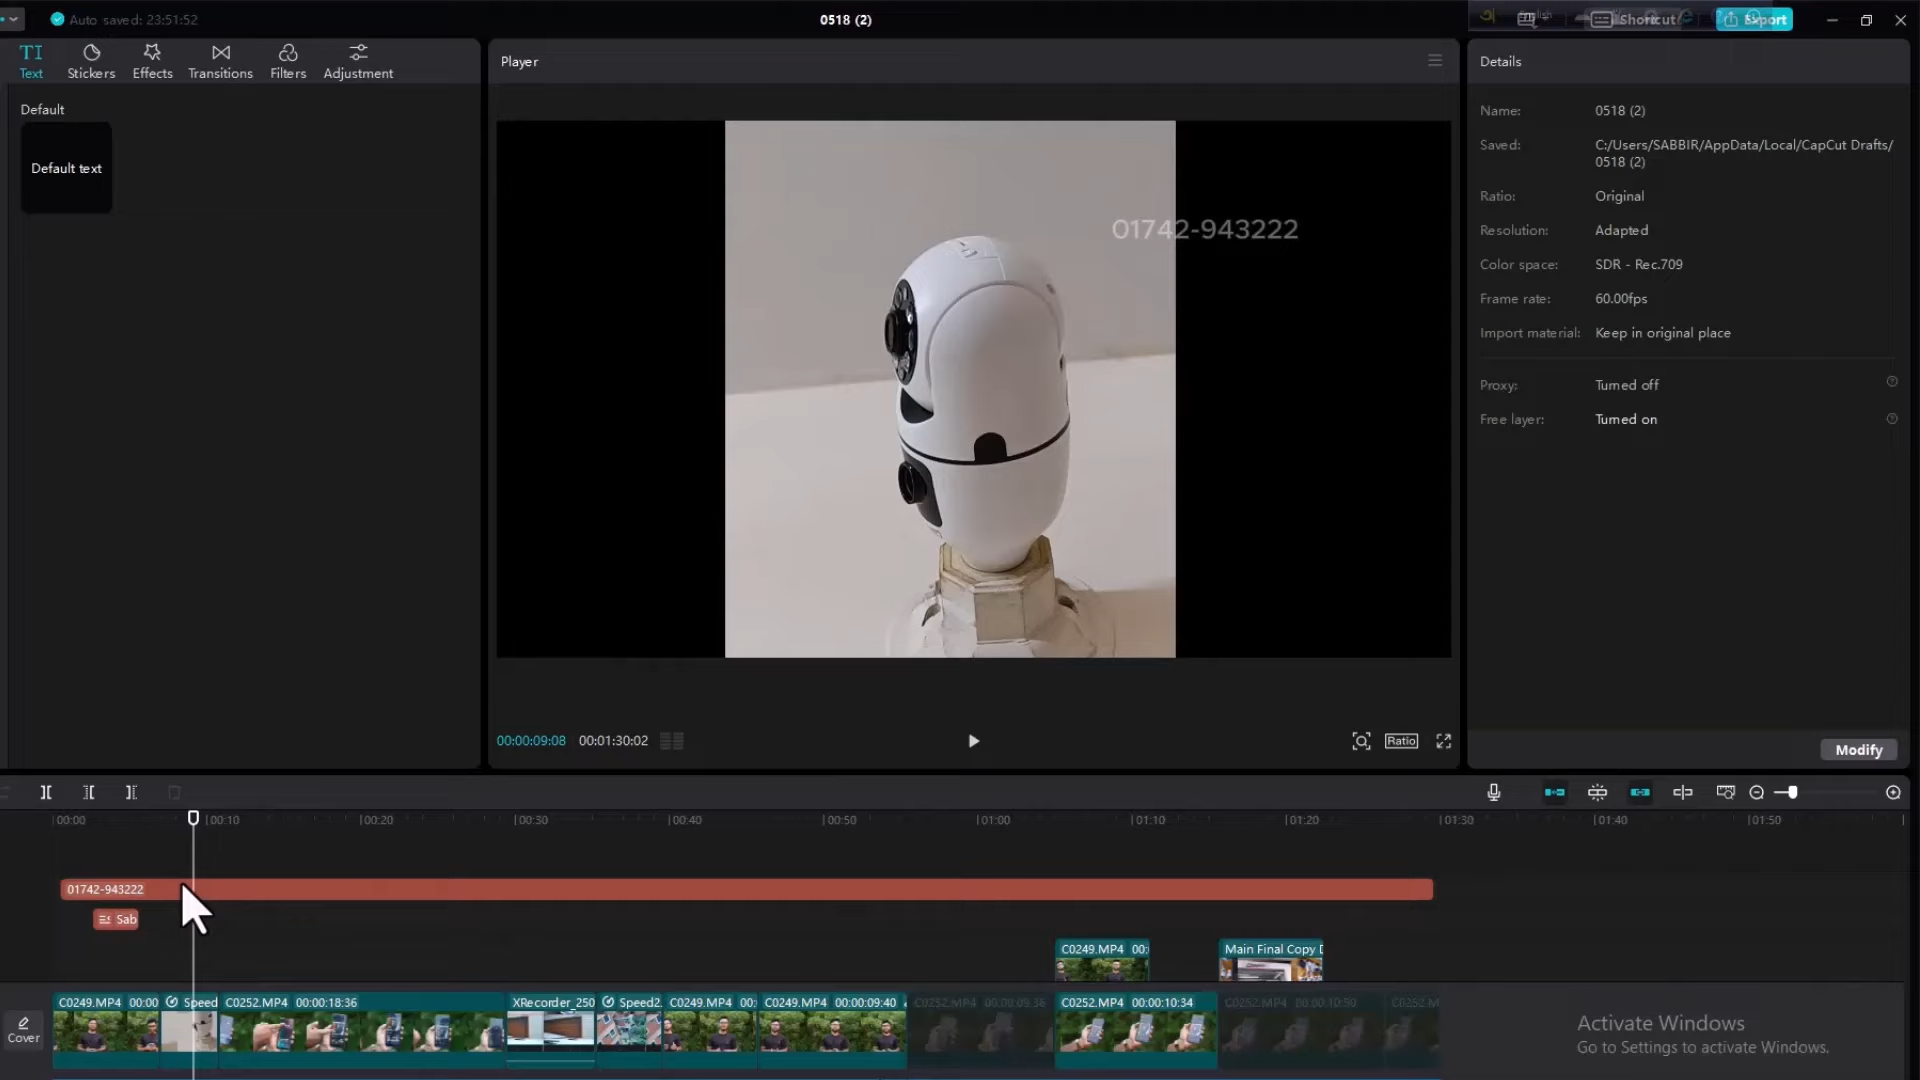 Auto saved: 23:51:52
0518 (2)
Shortcut
Export
TI
Text
Stickers
Effects
Transitions
Filters
Adjustment
Default
Default text
Player
01742-943222
00:00:09:08
00:01:30:02
Ratio
Details
Name: 0518 (2)
Saved: C:/Users/SABBIR/AppData/Local/CapCut Drafts/
0518 (2)
Ratio: Original
Resolution: Adapted
Color space: SDR - Rec.709
Frame rate: 60.00fps
Import material: Keep in original place
Proxy: Turned off
Free layer: Turned on
Modify
00:00
00:10
00:20
00:30
00:40
00:50
01:00
01:10
01:20
01:30
01:40
01:50
01742-943222
Sab
C0249.MP4 00:
Main Final Copy
Cover
C0249.MP4 00:00
Speed
C0252.MP4 00:00:18:36
XRecorder_250
Speed2.
C0249.MP4 00:
C0249.MP4 00:00:09:40
C0252.MP4 00:00:09:36
C0252.MP4 00:00:10:34
C0252.MP4 00:00:10:50
C0252.M
Activate Windows
Go to Settings to activate Windows.